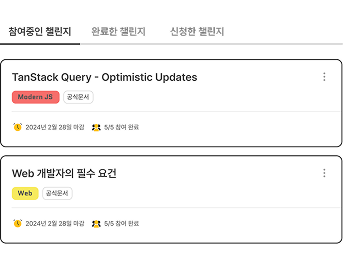 참여중인 챌린지 완료한 챌린지 신청한 챌린지
TanStack Query - Optimistic Updates
Modern JS 공식문서
2024년 2월 28일 마감 5/5 참여 완료
Web 개발자의 필수 요건
Web 공식문서
2024년 2월 28일 마감 5/5 참여 완료